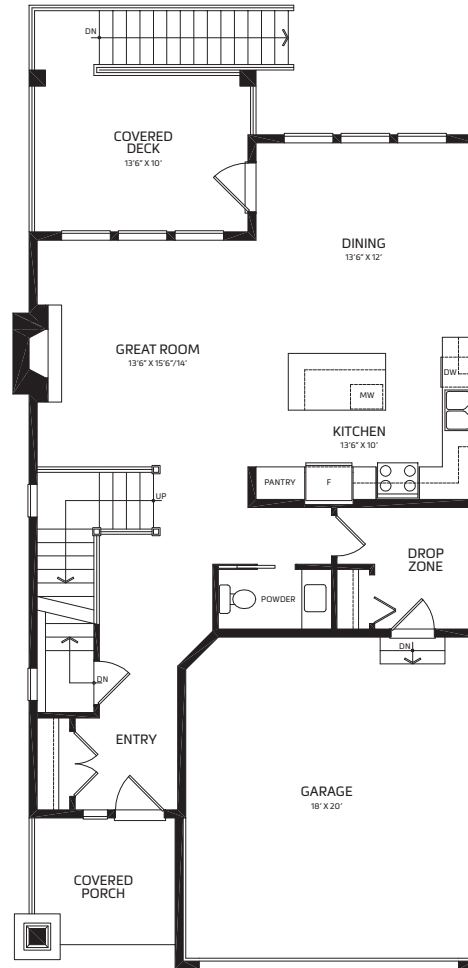 DN
COVERED
DECK
13'6" X 10'
DINING
13'6" X 12'
GREAT ROOM
13'6" X 15'6"/14'
DW
MW
KITCHEN
13'6" X 10'
PANTRY
F
UP
DROP
ZONE
POWDER
DN
DN
ENTRY
GARAGE
18' X 20'
COVERED
PORCH